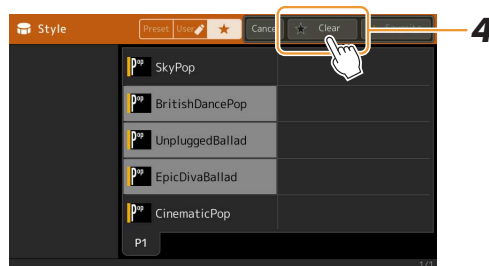 Style Preset User Cance Clear 4
Pop SkyPop
Pop BritishDancePop
Pop UnpluggedBallad
Pop EpicDivaBallad
Pop CinematicPop
P1
1/1